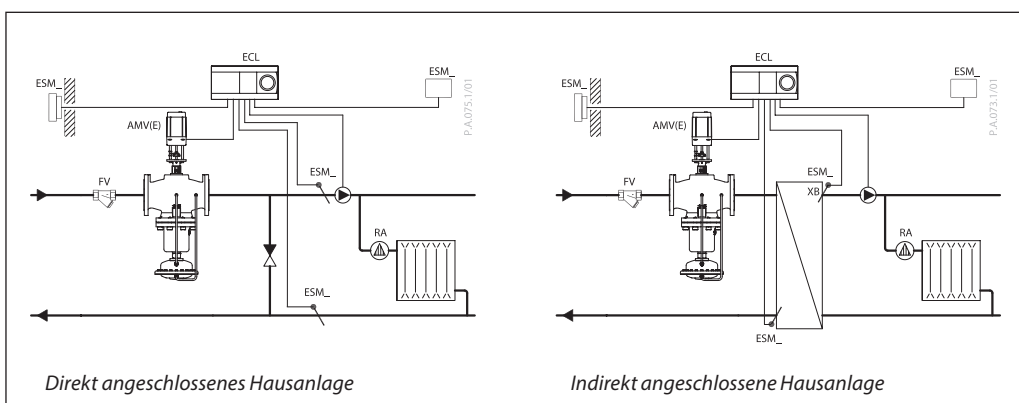 ECL
ESM_
ESM_
P.A.075.1/01
AMV(E)
FV
ESM_
RA
ESM_
Direkt angeschlossenes Hausanlage
ECL
ESM_
ESM_
P.A.073.1/01
AMV(E)
FV
ESM_
XB
RA
ESM_
Indirekt angeschlossene Hausanlage